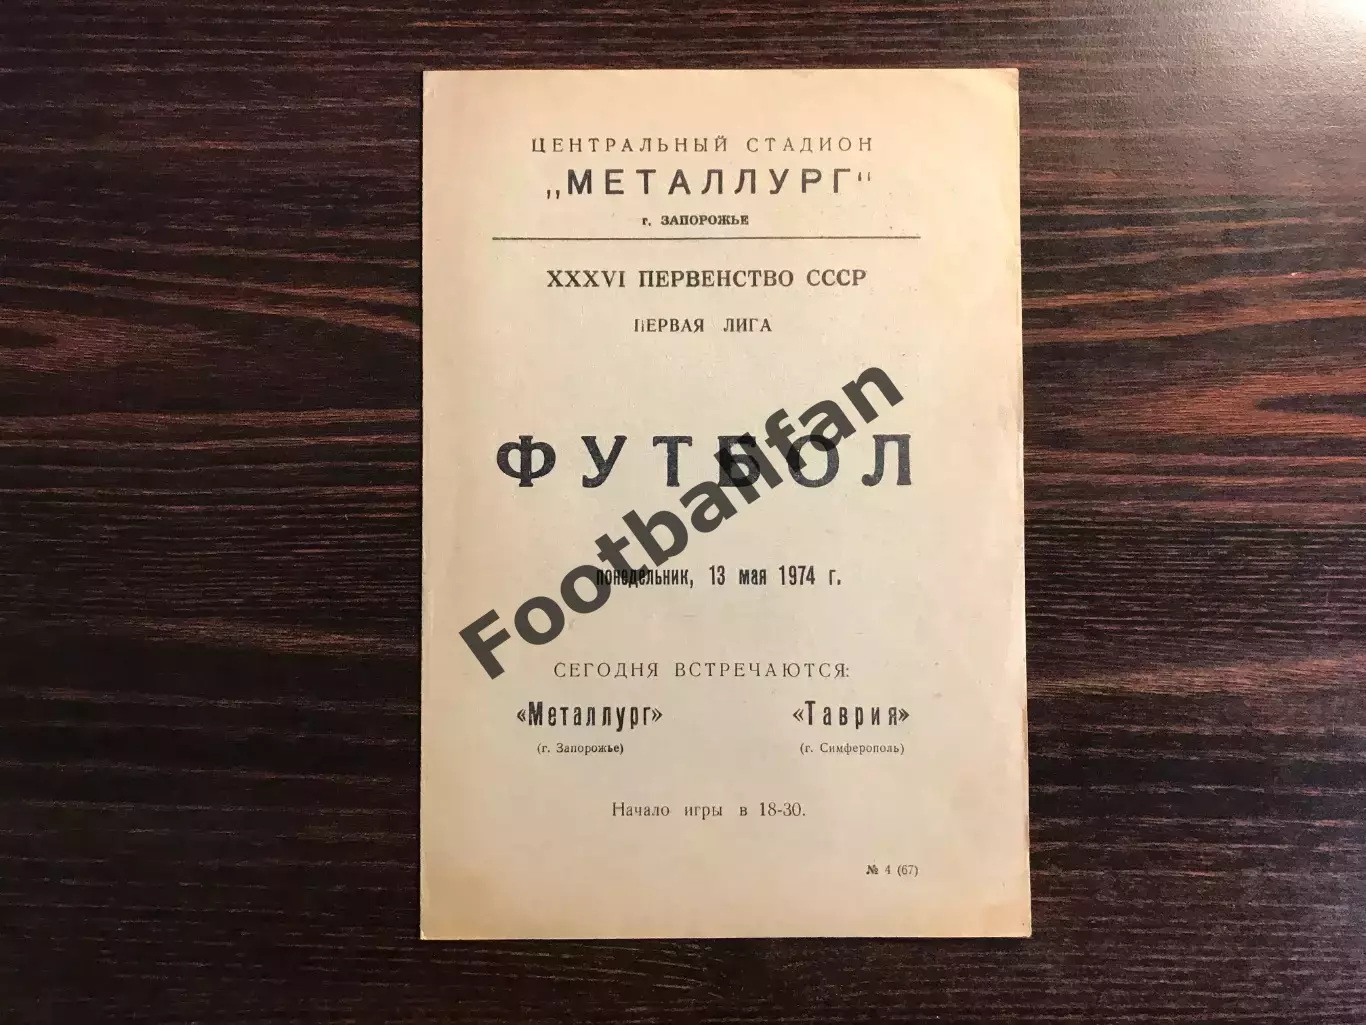 ЦЕНТРАЛЬНЫЙ СТАДИОН
„МЕТАЛЛУРГ“
г. ЗАПОРОЖЬЕ
XXXVI ПЕРВЕНСТВО СССР
ПЕРВАЯ ЛИГА
ФУТБОЛ
Footballfan
понедельник, 13 мая 1974 г.
СЕГОДНЯ ВСТРЕЧАЮТСЯ:
«Металлург» «Таврия»
(г. Запорожье) (г. Симферополь)
Начало игры в 18-30.
№ 4 (67)